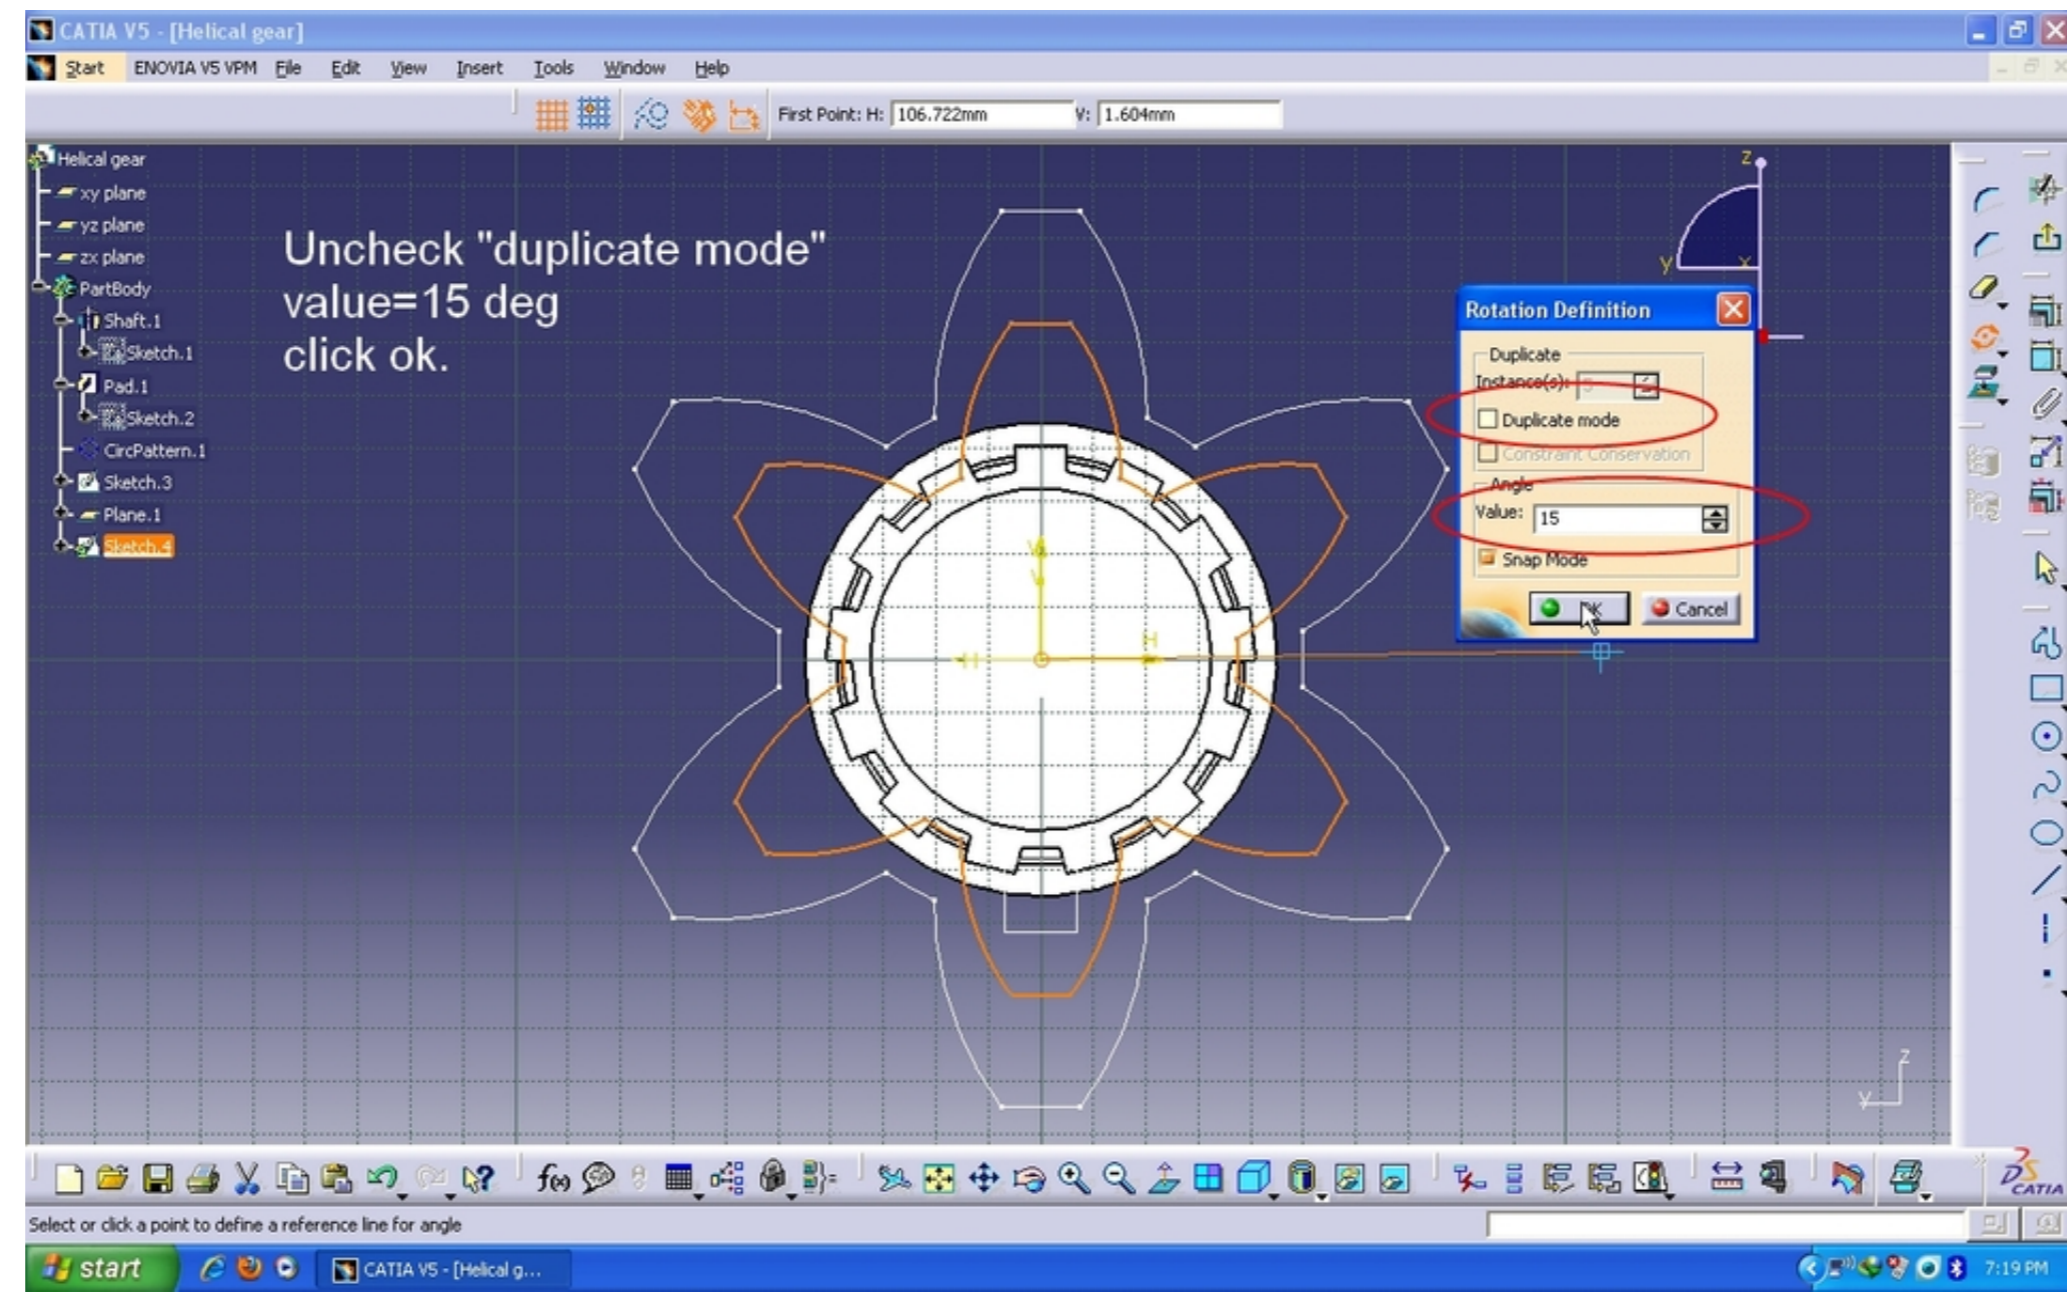 CATIA V5 - [Helical gear]
Start ENOVIA V5 VPM File Edit View Insert Tools Window Help
First Point: H: 106.722mm V: 1.604mm
Helical gear
xy plane
yz plane
zx plane
PartBody
Shaft.1
Sketch.1
Pad.1
Sketch.2
CircPattern.1
Sketch.3
Plane.1
Sketch.4
Uncheck "duplicate mode"
value=15 deg
click ok.
z
y
x
Rotation Definition
Duplicate
Instance(s):
Duplicate mode
Constraint Conservation
Angle
Value: 15
Snap Mode
OK Cancel
V
V
H
H
z
y
f(x)
DS CATIA
Select or click a point to define a reference line for angle
start CATIA V5 - [Helical g... 7:19 PM